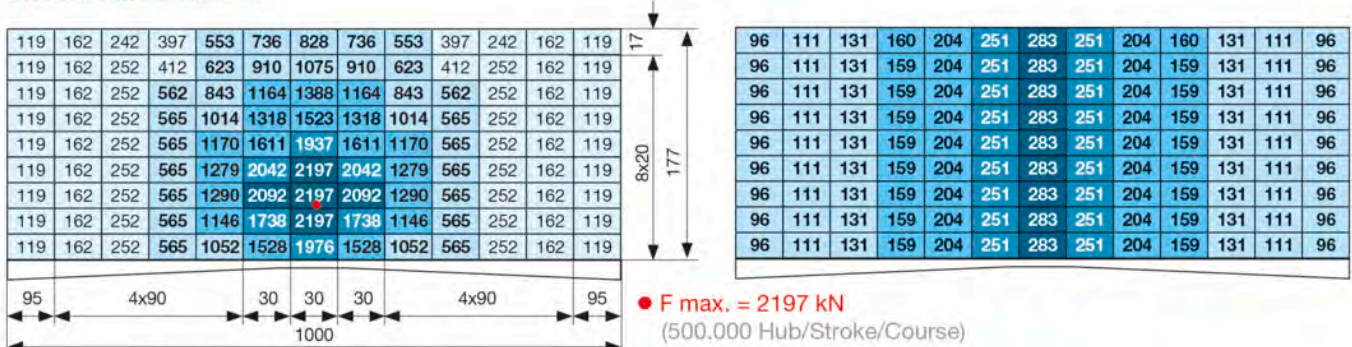 119 162 242 397 553 736 828 736 553 397 242 162 119
119 162 252 412 623 910 1075 910 623 412 252 162 119
119 162 252 562 843 1164 1388 1164 843 562 252 162 119
119 162 252 565 1014 1318 1523 1318 1014 565 252 162 119
119 162 252 565 1170 1611 1937 1611 1170 565 252 162 119
119 162 252 565 1279 2042 2197 2042 1279 565 252 162 119
119 162 252 565 1290 2092 2197 2092 1290 565 252 162 119
119 162 252 565 1146 1738 2197 1738 1146 565 252 162 119
119 162 252 565 1052 1528 1976 1528 1052 565 252 162 119
95 4x90 30 30 30 4x90 95
1000
17
8x20
177
96 111 131 160 204 251 283 251 204 160 131 111 96
96 111 131 159 204 251 283 251 204 159 131 111 96
96 111 131 159 204 251 283 251 204 159 131 111 96
96 111 131 159 204 251 283 251 204 159 131 111 96
96 111 131 159 204 251 283 251 204 159 131 111 96
96 111 131 159 204 251 283 251 204 159 131 111 96
96 111 131 159 204 251 283 251 204 159 131 111 96
96 111 131 159 204 251 283 251 204 159 131 111 96
96 111 131 159 204 251 283 251 204 159 131 111 96
F max. = 2197 kN
(500.000 Hub/Stroke/Course)